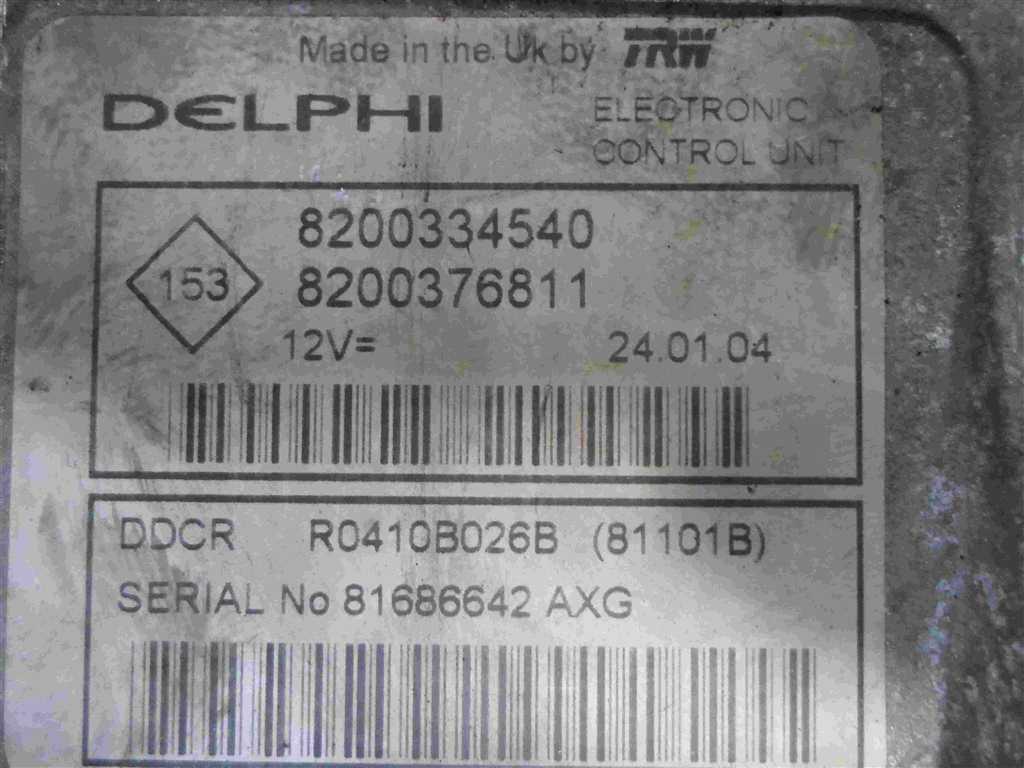 Made in the Uk by TRW
DELPHI
ELECTRONIC
CONTROL UNIT
8200334540
153
8200376811
12V= 24.01.04
DDCR R0410B026B (81101B)
SERIAL No 81686642 AXG